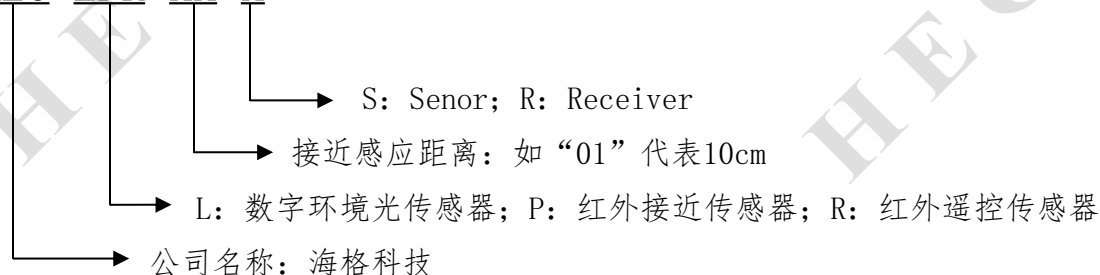 S: Senor; R: Receiver
接近感应距离: 如“01”代表10cm
L: 数字环境光传感器; P: 红外接近传感器; R: 红外遥控传感器
公司名称: 海格科技